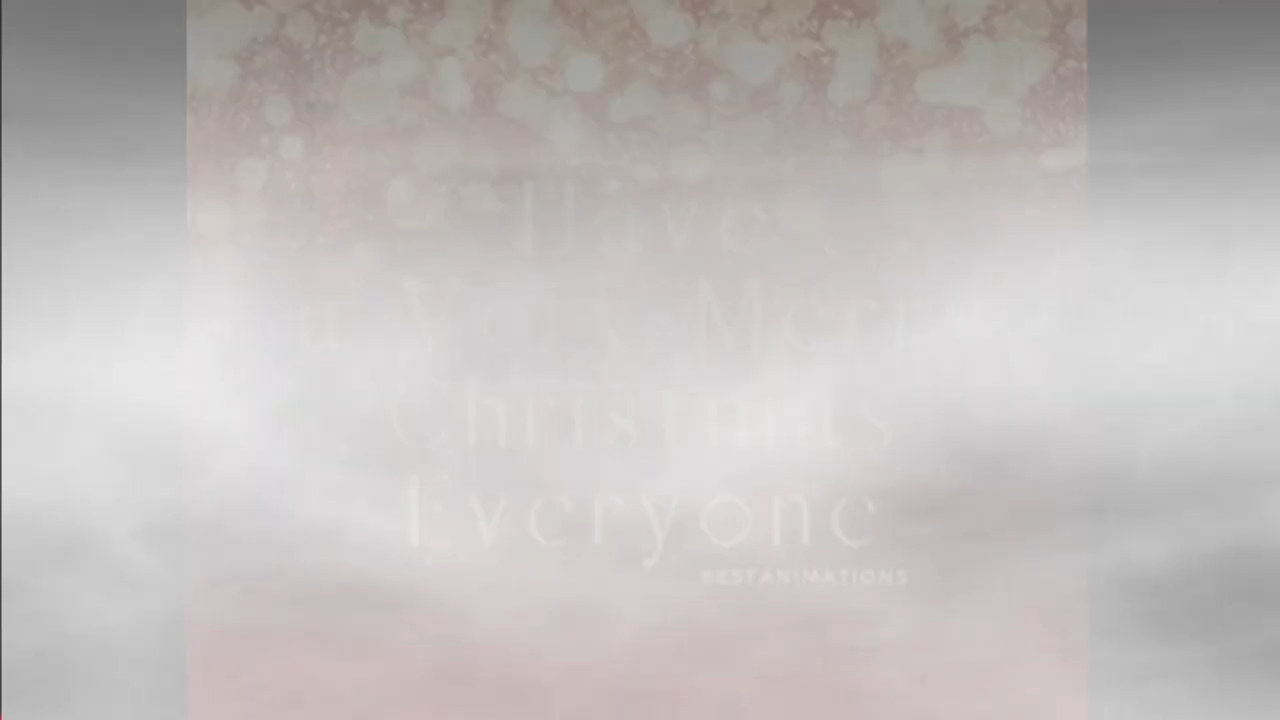 Have
a Very Merry
Christmas
Everyone
BESTANIMATIONS